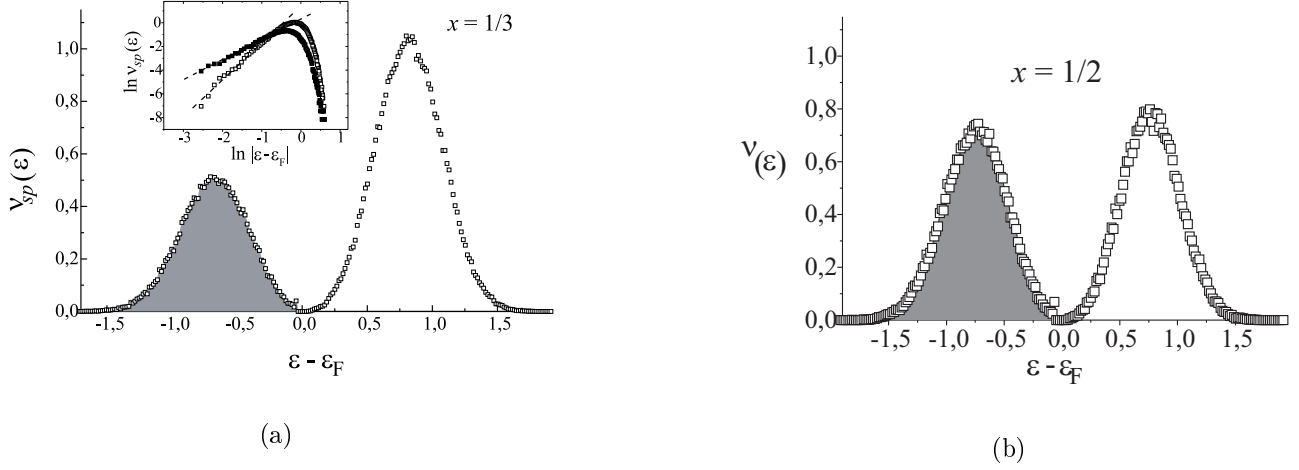 x = 1/3
ν_sp(ε)
1,0
0,8
0,6
0,4
0,2
0,0
-1,5 -1,0 -0,5 0,0 0,5 1,0 1,5
ε - ε_F
ln ν_sp(ε)
0
-2
-4
-6
-8
-3 -2 -1 0 1
ln |ε-ε_F|
(a)
x = 1/2
ν(ε)
1,0
0,8
0,6
0,4
0,2
0,0
-1,5 -1,0 -0,5 0,0 0,5 1,0 1,5
ε - ε_F
(b)